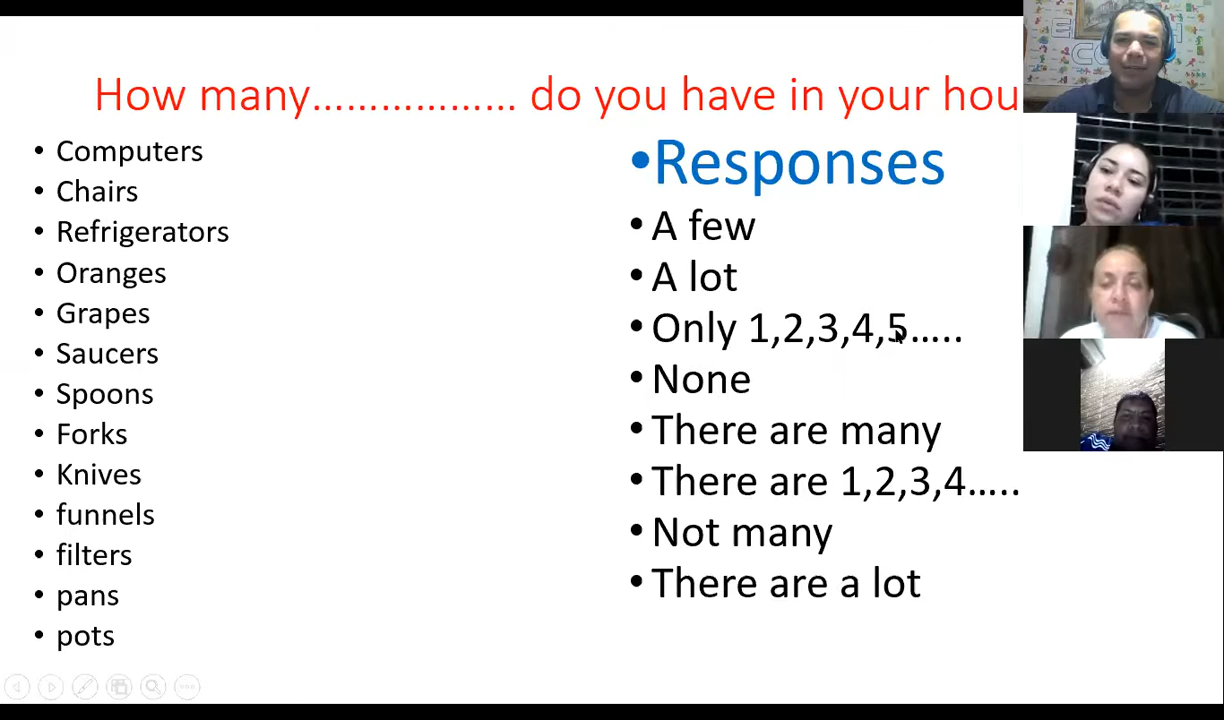 How many……………… do you have in your hou
• Computers
• Chairs
• Refrigerators
• Oranges
• Grapes
• Saucers
• Spoons
• Forks
• Knives
• funnels
• filters
• pans
• pots
•Responses
• A few
• A lot
• Only 1,2,3,4,5…..
• None
• There are many
• There are 1,2,3,4…..
• Not many
• There are a lot